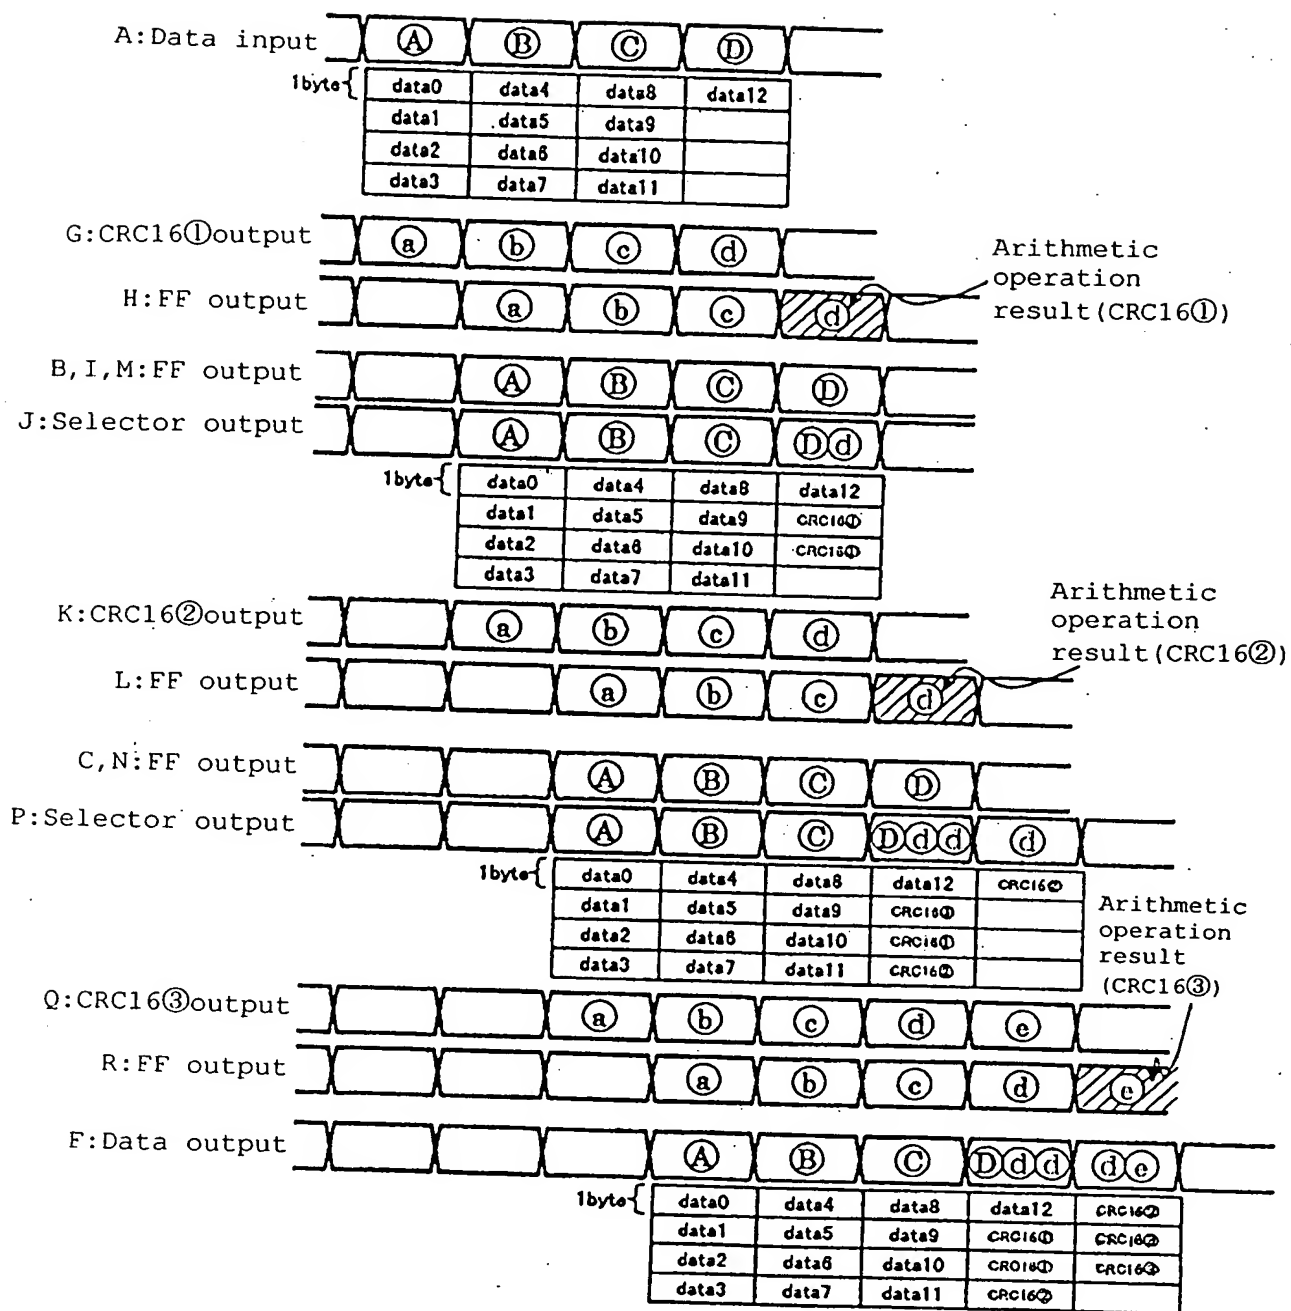 A:Data input Ⓐ Ⓑ Ⓒ Ⓓ
1byte data0 data4 data8 data12
data1 data5 data9
data2 data6 data10
data3 data7 data11
G:CRC16①output ⓐ ⓑ ⓒ ⓓ
Arithmetic
operation
result(CRC16①)
H:FF output ⓐ ⓑ ⓒ ⓓ
B,I,M:FF output Ⓐ Ⓑ Ⓒ Ⓓ
J:Selector output Ⓐ Ⓑ Ⓒ Ⓓⓓ
1byte data0 data4 data8 data12
data1 data5 data9 CRC16①
data2 data6 data10 CRC16①
data3 data7 data11
K:CRC16②output ⓐ ⓑ ⓒ ⓓ
Arithmetic
operation
result(CRC16②)
L:FF output ⓐ ⓑ ⓒ ⓓ
C,N:FF output Ⓐ Ⓑ Ⓒ Ⓓ
P:Selector output Ⓐ Ⓑ Ⓒ Ⓓⓓⓓ ⓓ
1byte data0 data4 data8 data12 CRC16②
data1 data5 data9 CRC16①
data2 data6 data10 CRC16①
data3 data7 data11 CRC16②
Arithmetic
operation
result
(CRC16③)
Q:CRC16③output ⓐ ⓑ ⓒ ⓓ ⓔ
R:FF output ⓐ ⓑ ⓒ ⓓ ⓔ
F:Data output Ⓐ Ⓑ Ⓒ Ⓓⓓⓓ ⓓⓔ
1byte data0 data4 data8 data12 CRC16②
data1 data5 data9 CRC16①
data2 data6 data10 CRC16① CRC16③
data3 data7 data11 CRC16②